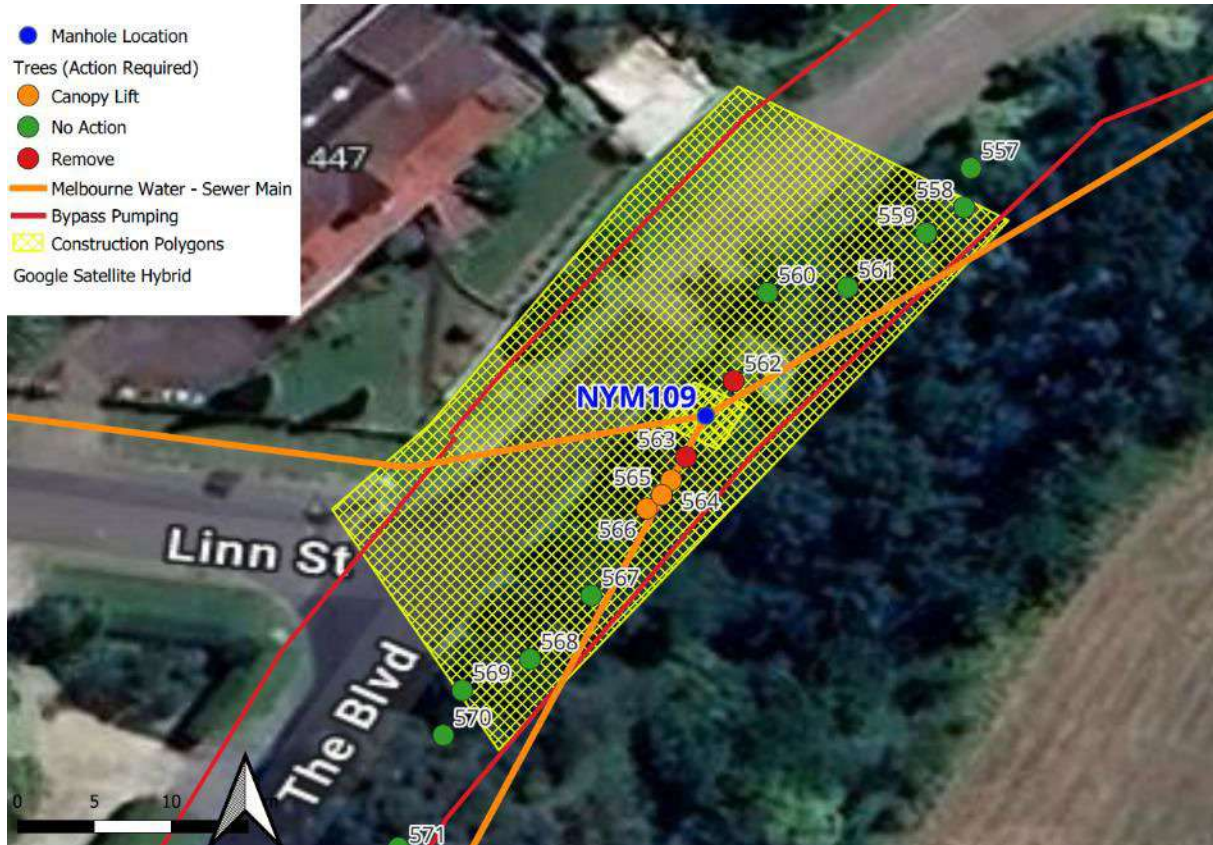 Manhole Location
Trees (Action Required)
Canopy Lift
No Action
Remove
Melbourne Water - Sewer Main
Bypass Pumping
Construction Polygons
Google Satellite Hybrid
447
557
558
559
560
561
562
NYM109
563
565
564
566
Linn St
567
568
569
570
The Blvd
0 5 10
571